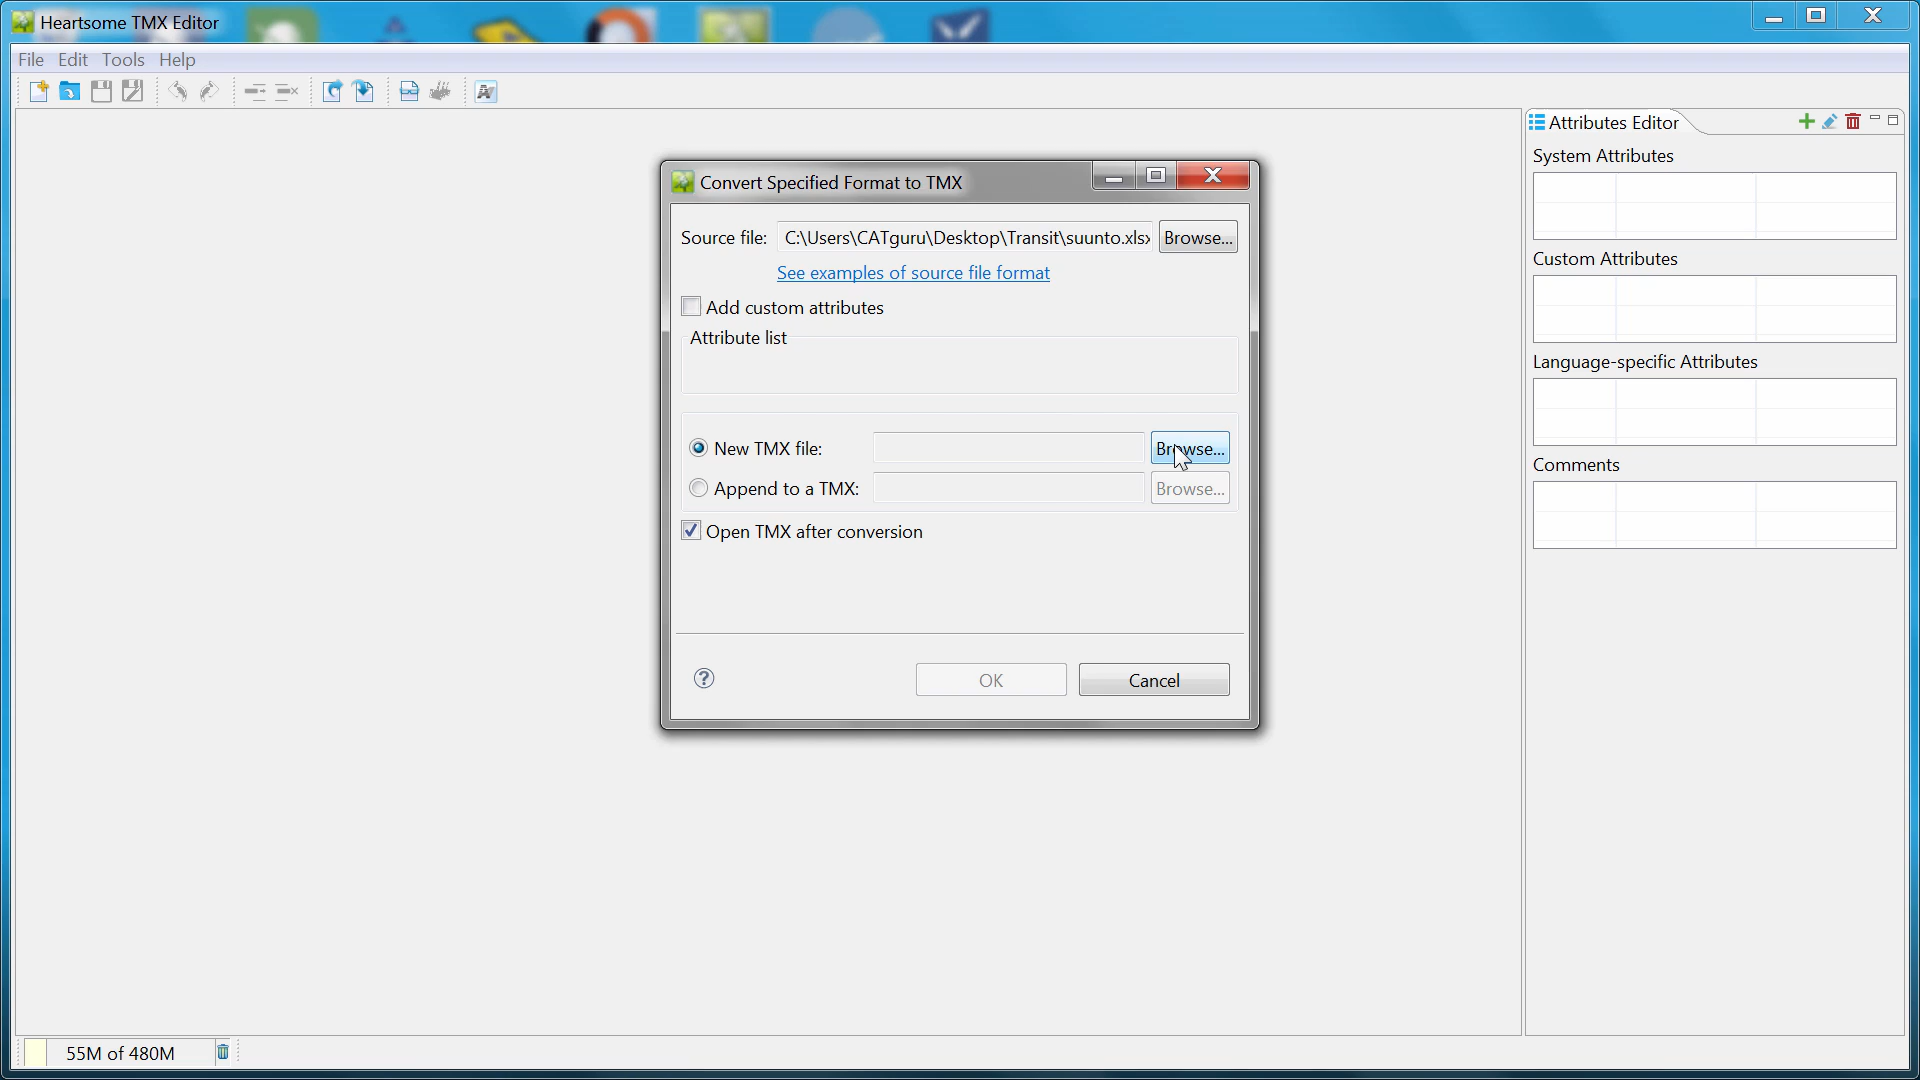 Heartsome TMX Editor
File Edit Tools Help
Attributes Editor
System Attributes
Custom Attributes
Language-specific Attributes
Comments
Convert Specified Format to TMX
Source file: C:\Users\CATguru\Desktop\Transit\suunto.xlsx Browse...
See examples of source file format
Add custom attributes
Attribute list
New TMX file: Browse...
Append to a TMX: Browse...
Open TMX after conversion
OK Cancel
55M of 480M